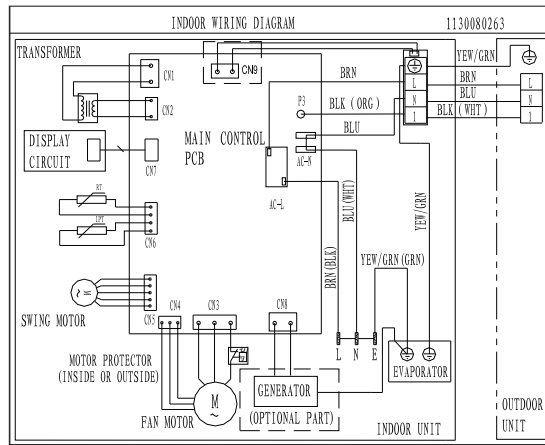 INDOOR WIRING DIAGRAM
1130080263
TRANSFORMER
CN1
CN2
CN9
YEW/GRN
BRN
L
BRN
L
P3
BLK (ORG)
N
BLU
N
1
BLK (WHT)
1
BLU
DISPLAY
CIRCUIT
CN7
MAIN CONTROL
PCB
AC-N
AC-L
RT
IPT
CN6
BRN(BLK)
BLU(WHT)
YEW/GRN
YEW/GRN(GRN)
M
SWING MOTOR
CN5
CN4
CN3
CN8
L
N
E
MOTOR PROTECTOR
(INSIDE OR OUTSIDE)
M
FAN MOTOR
GENERATOR
(OPTIONAL PART)
EVAPORATOR
INDOOR UNIT
OUTDOOR
UNIT